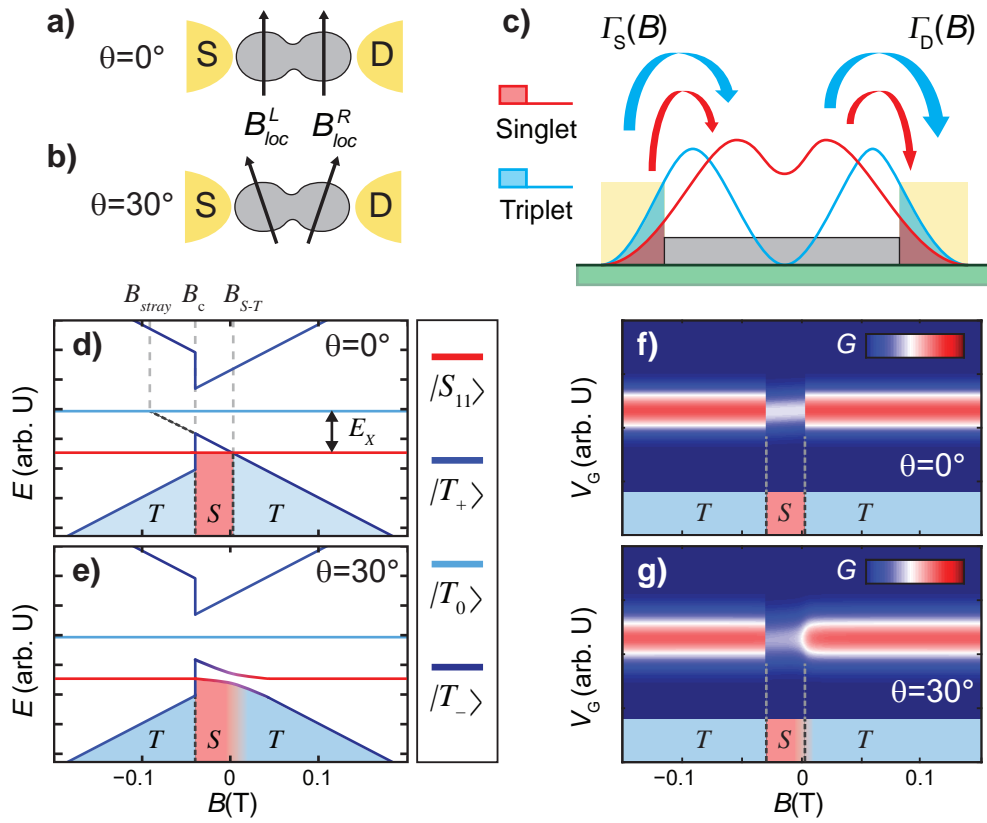 a)
θ=0°
S
D
B_loc^L
B_loc^R
b)
θ=30°
S
D
c)
Γ_S(B)
Γ_D(B)
Singlet
Triplet
B_stray
B_c
B_S-T
d)
θ=0°
E (arb. U)
E_X
T
S
T
e)
θ=30°
E (arb. U)
T
S
T
−0.1
0
0.1
B(T)
|S_11⟩
|T_+⟩
|T_0⟩
|T_−⟩
f)
G
θ=0°
V_G (arb. U)
T
S
T
g)
G
θ=30°
V_G (arb. U)
T
S
T
−0.1
0
0.1
B(T)